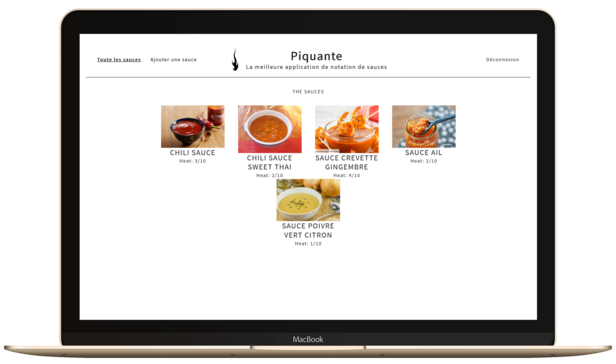 Toute les sauces
Ajouter une sauce
Piquante
La meilleure application de notation de sauces
Déconnexion
THE SAUCES
CHILI SAUCE
Heat: 3/10
CHILI SAUCE
SWEET THAI
Heat: 2/10
SAUCE CREVETTE
GINGEMBRE
Heat: 4/10
SAUCE AIL
Heat: 2/10
SAUCE POIVRE
VERT CITRON
Heat: 1/10
MacBook